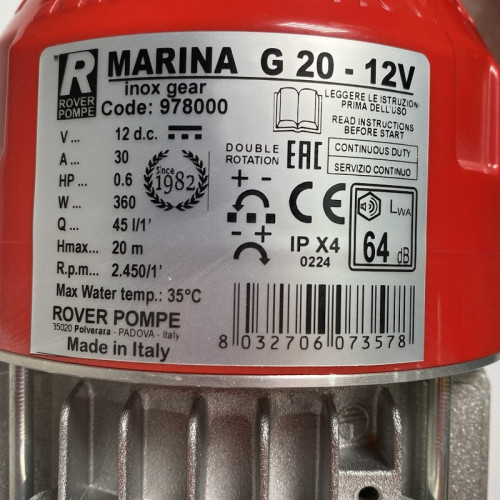 R
ROVER
POMPE
MARINA G 20 - 12V
inox gear
Code: 978000
LEGGERE LE ISTRUZIONI
PRIMA DELL'USO
READ INSTRUCTIONS
BEFORE START
V ... 12 d.c.
A ... 30
HP ... 0.6
W ... 360
Q ... 45 l/1'
Hmax... 20 m
R.p.m... 2.450/1'
Max Water temp.: 35°C
Since
1982
DOUBLE
ROTATION
EAC
CONTINUOUS DUTY
SERVIZIO CONTINUO
+ -
- +
CE
IP X4
0224
LWA
64 dB
ROVER POMPE
35020 Polverara - PADOVA - Italy
Made in Italy
8 032706 073578